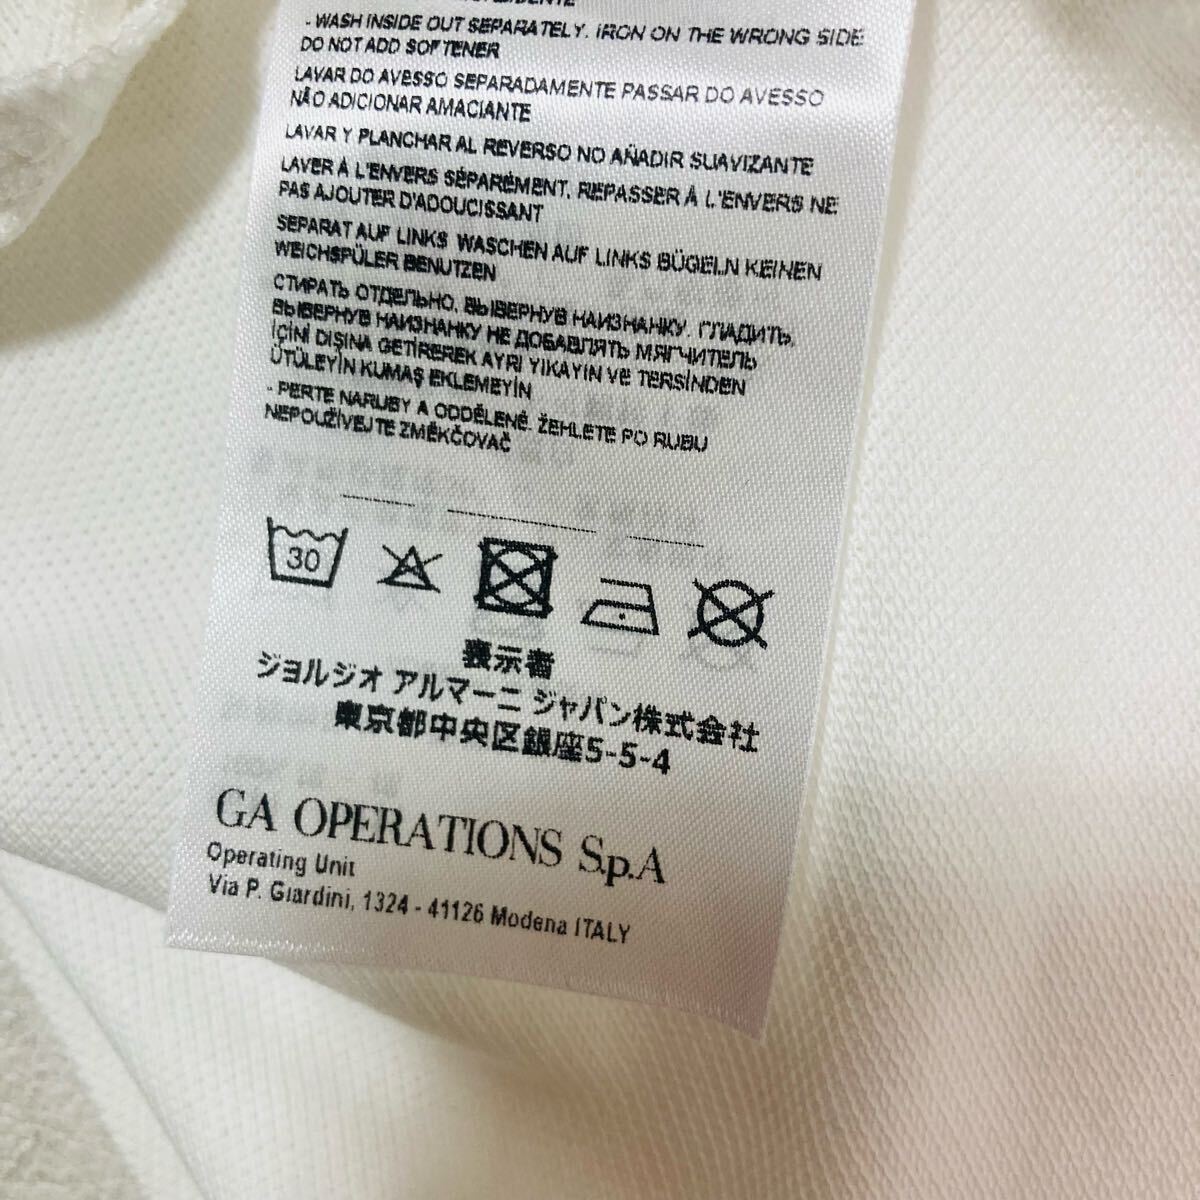 - WASH INSIDE OUT SEPARATELY. IRON ON THE WRONG SIDE
DO NOT ADD SOFTENER
LAVAR DO AVESSO SEPARADAMENTE PASSAR DO AVESSO
NÃO ADICIONAR AMACIANTE
LAVAR Y PLANCHAR AL REVERSO NO AÑADIR SUAVIZANTE
LAVER À L'ENVERS SÉPARÉMENT. REPASSER À L'ENVERS NE
PAS AJOUTER D'ADOUCISSANT
SEPARAT AUF LINKS WASCHEN AUF LINKS BÜGELN KEINEN
WEICHSPÜLER BENUTZEN
СТИРАТЬ ОТДЕЛЬНО, ВЫВЕРНУВ НАИЗНАНКУ. ГЛАДИТЬ,
ВЫВЕРНУВ НАИЗНАНКУ НЕ ДОБАВЛЯТЬ МЯГЧИТЕЛЬ
İÇİNİ DIŞINA GETİREREK AYRI YIKAYIN VE TERSİNDEN
ÜTÜLEYİN KUMAŞ EKLEMEYİN
- PERTE NARUBY A ODDĚLENĚ. ŽEHLETE PO RUBU
NEPOUŽÍVEJTE ZMĚKČOVAČ
30
表示者
ジョルジオ アルマーニ ジャパン株式会社
東京都中央区銀座5-5-4
GA OPERATIONS S.p.A
Operating Unit
Via P. Giardini, 1324 - 41126 Modena ITALY